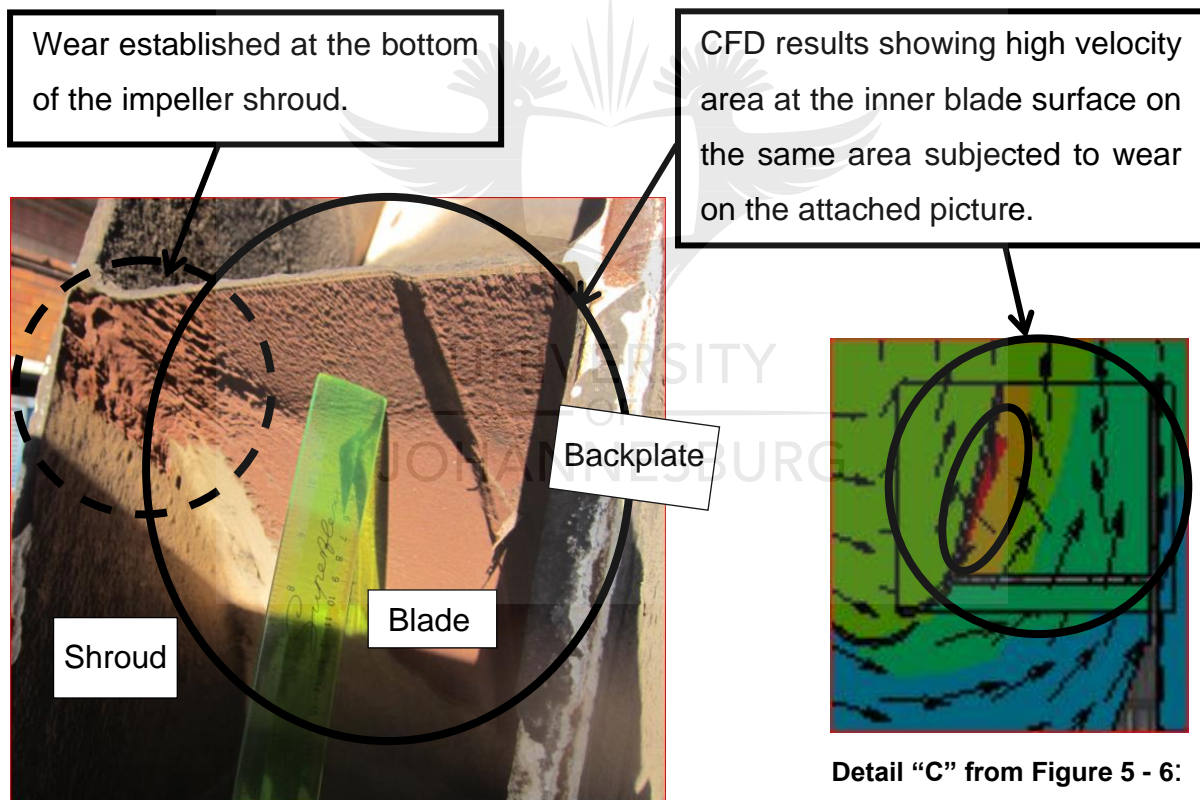 Wear established at the bottom
of the impeller shroud.
CFD results showing high velocity
area at the inner blade surface on
the same area subjected to wear
on the attached picture.
UNIVERSITY
OF
JOHANNESBURG
Backplate
Blade
Shroud
Detail “C” from Figure 5 - 6: